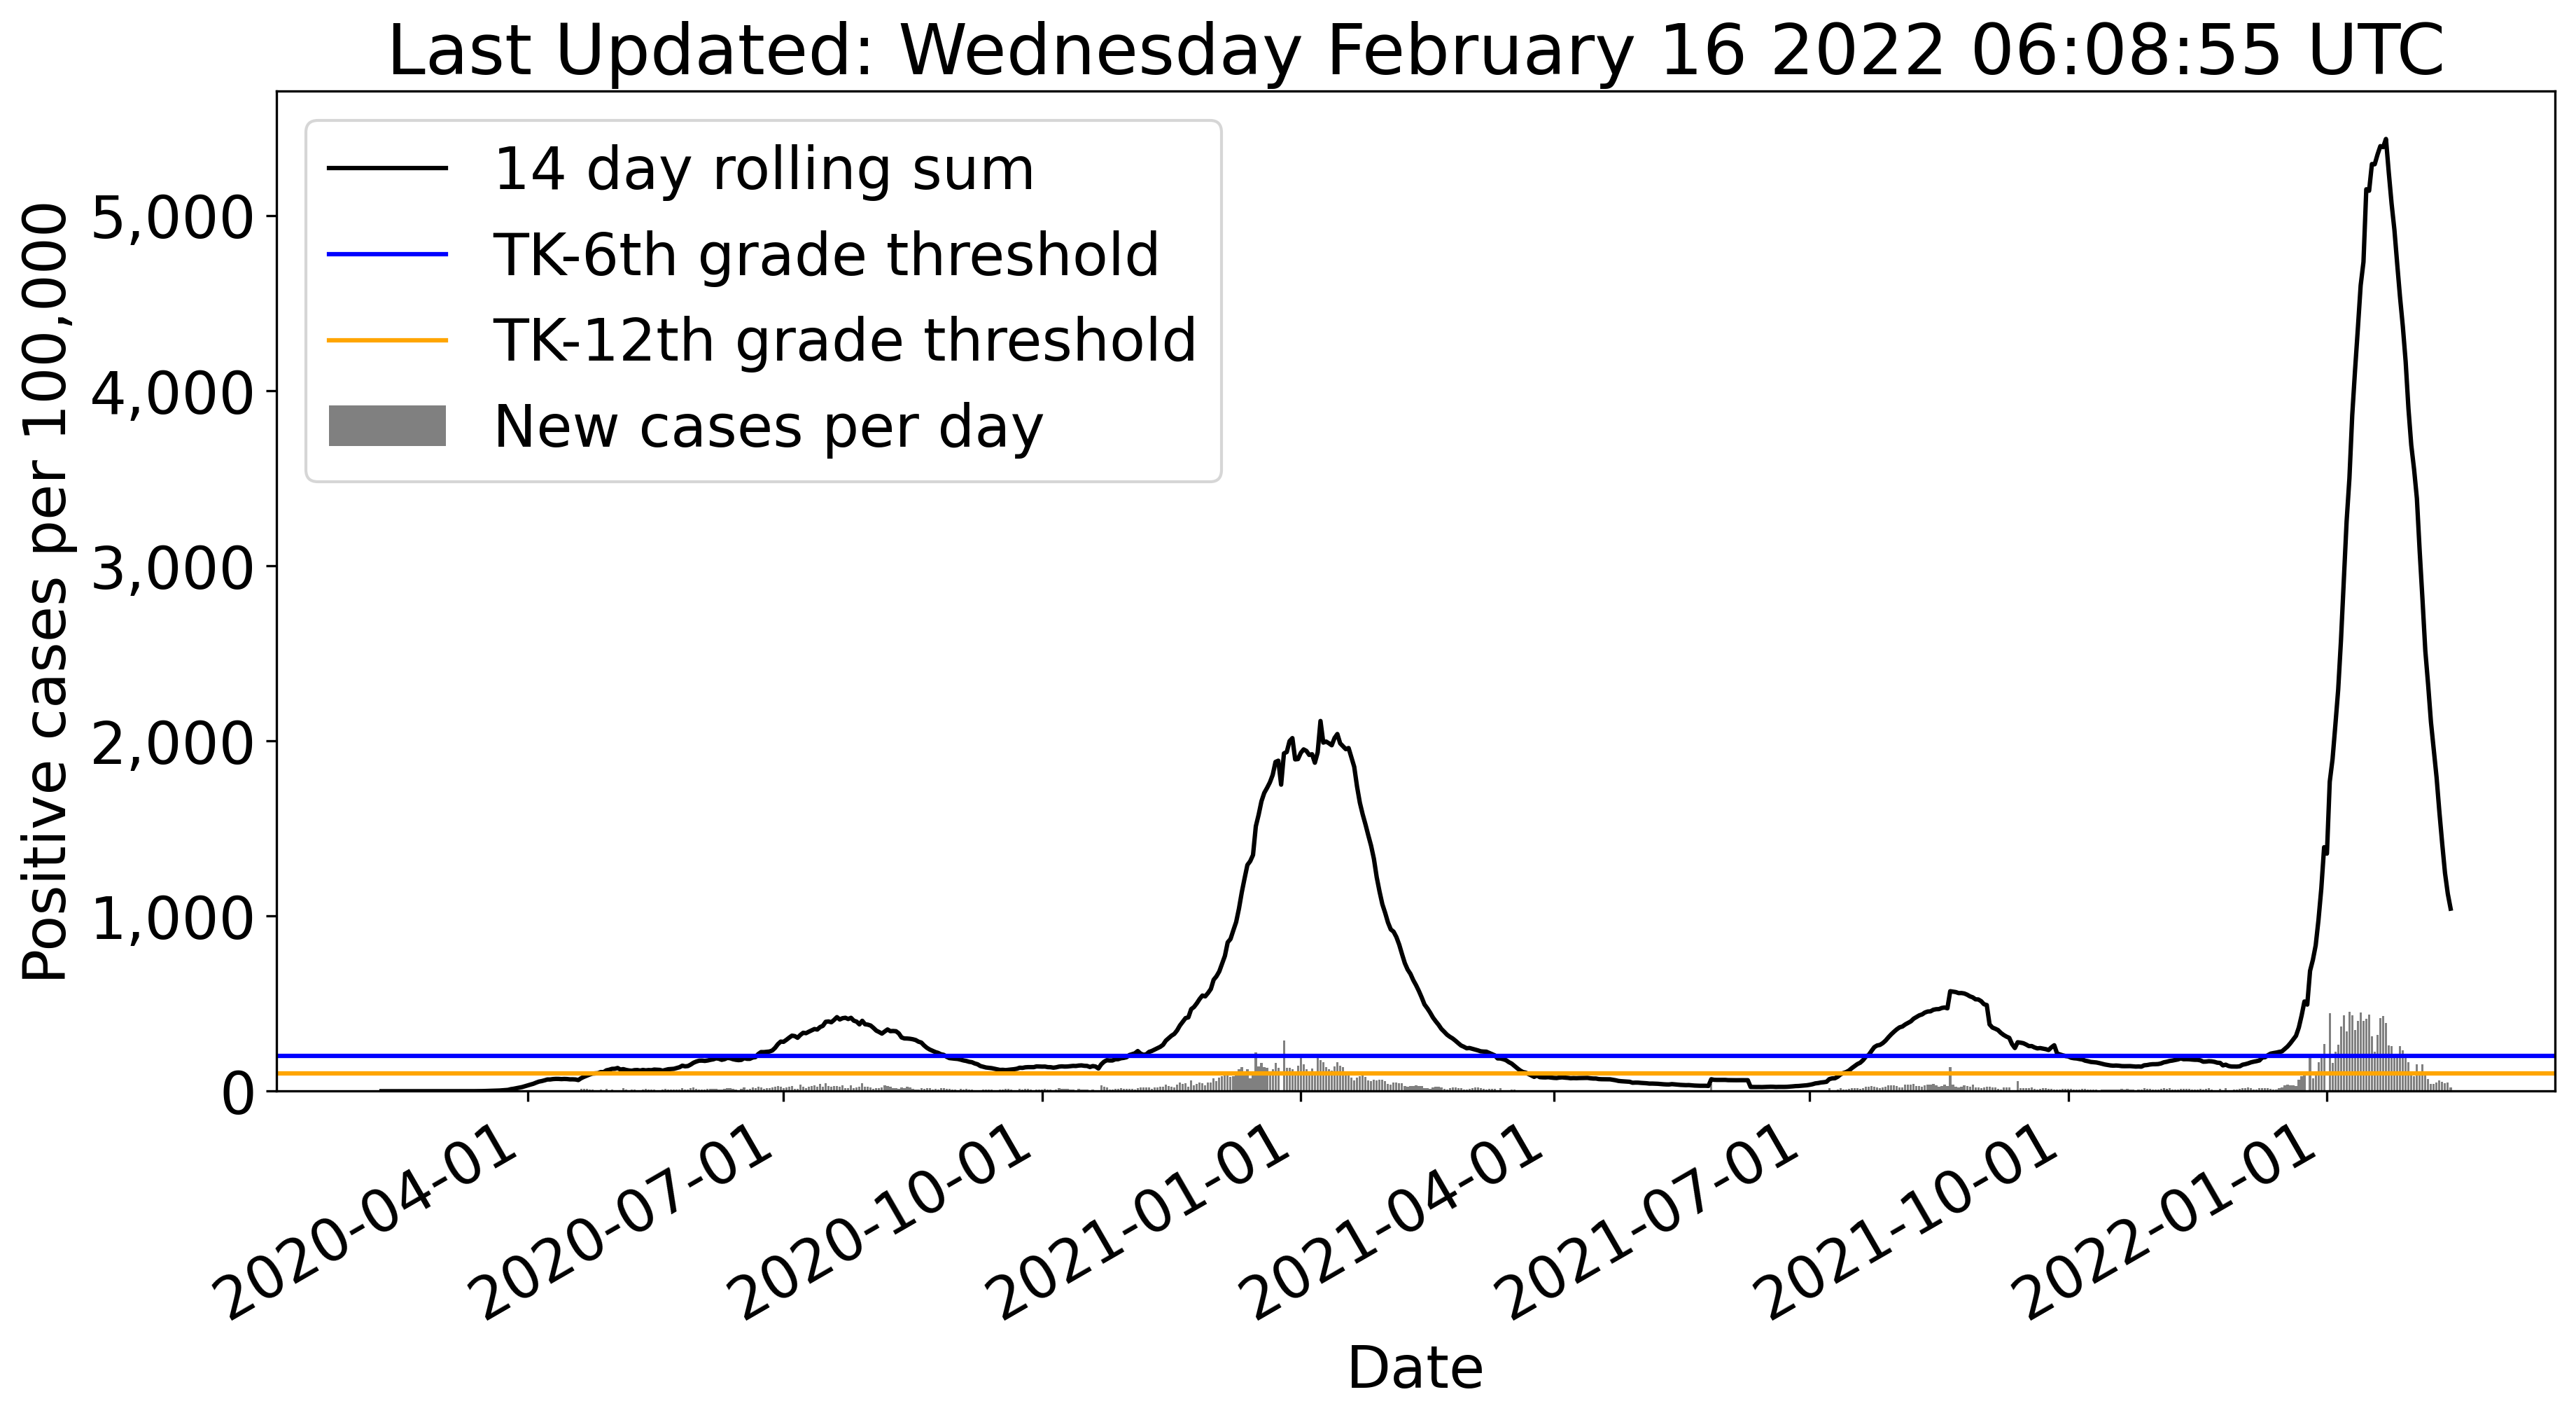 Last Updated: Wednesday February 16 2022 06:08:55 UTC
14 day rolling sum
TK-6th grade threshold
TK-12th grade threshold
New cases per day
Positive cases per 100,000
5,000
4,000
3,000
2,000
1,000
0
2020-04-01
2020-07-01
2020-10-01
2021-01-01
2021-04-01
2021-07-01
2021-10-01
2022-01-01
Date